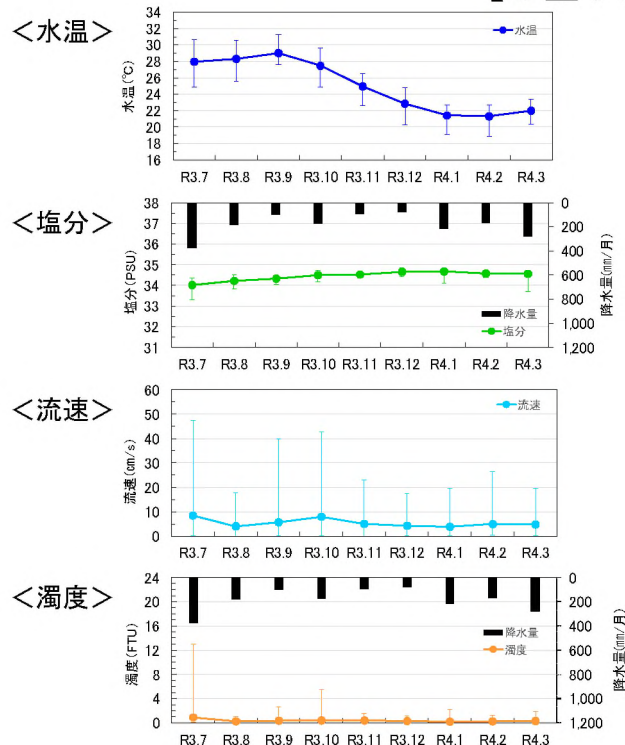 <水温>
水温(℃)
34
32
30
28
26
24
22
20
18
16
水温
R3.7 R3.8 R3.9 R3.10 R3.11 R3.12 R4.1 R4.2 R4.3
<塩分>
塩分(PSU)
38
37
36
35
34
33
32
31
0
200
400
600
800
1,000
1,200
降水量(mm/月)
降水量
塩分
R3.7 R3.8 R3.9 R3.10 R3.11 R3.12 R4.1 R4.2 R4.3
<流速>
流速(cm/s)
60
50
40
30
20
10
0
流速
R3.7 R3.8 R3.9 R3.10 R3.11 R3.12 R4.1 R4.2 R4.3
<濁度>
濁度(FTU)
24
20
16
12
8
4
0
0
200
400
600
800
1,000
1,200
降水量(mm/月)
降水量
濁度
R3.7 R3.8 R3.9 R3.10 R3.11 R3.12 R4.1 R4.2 R4.3